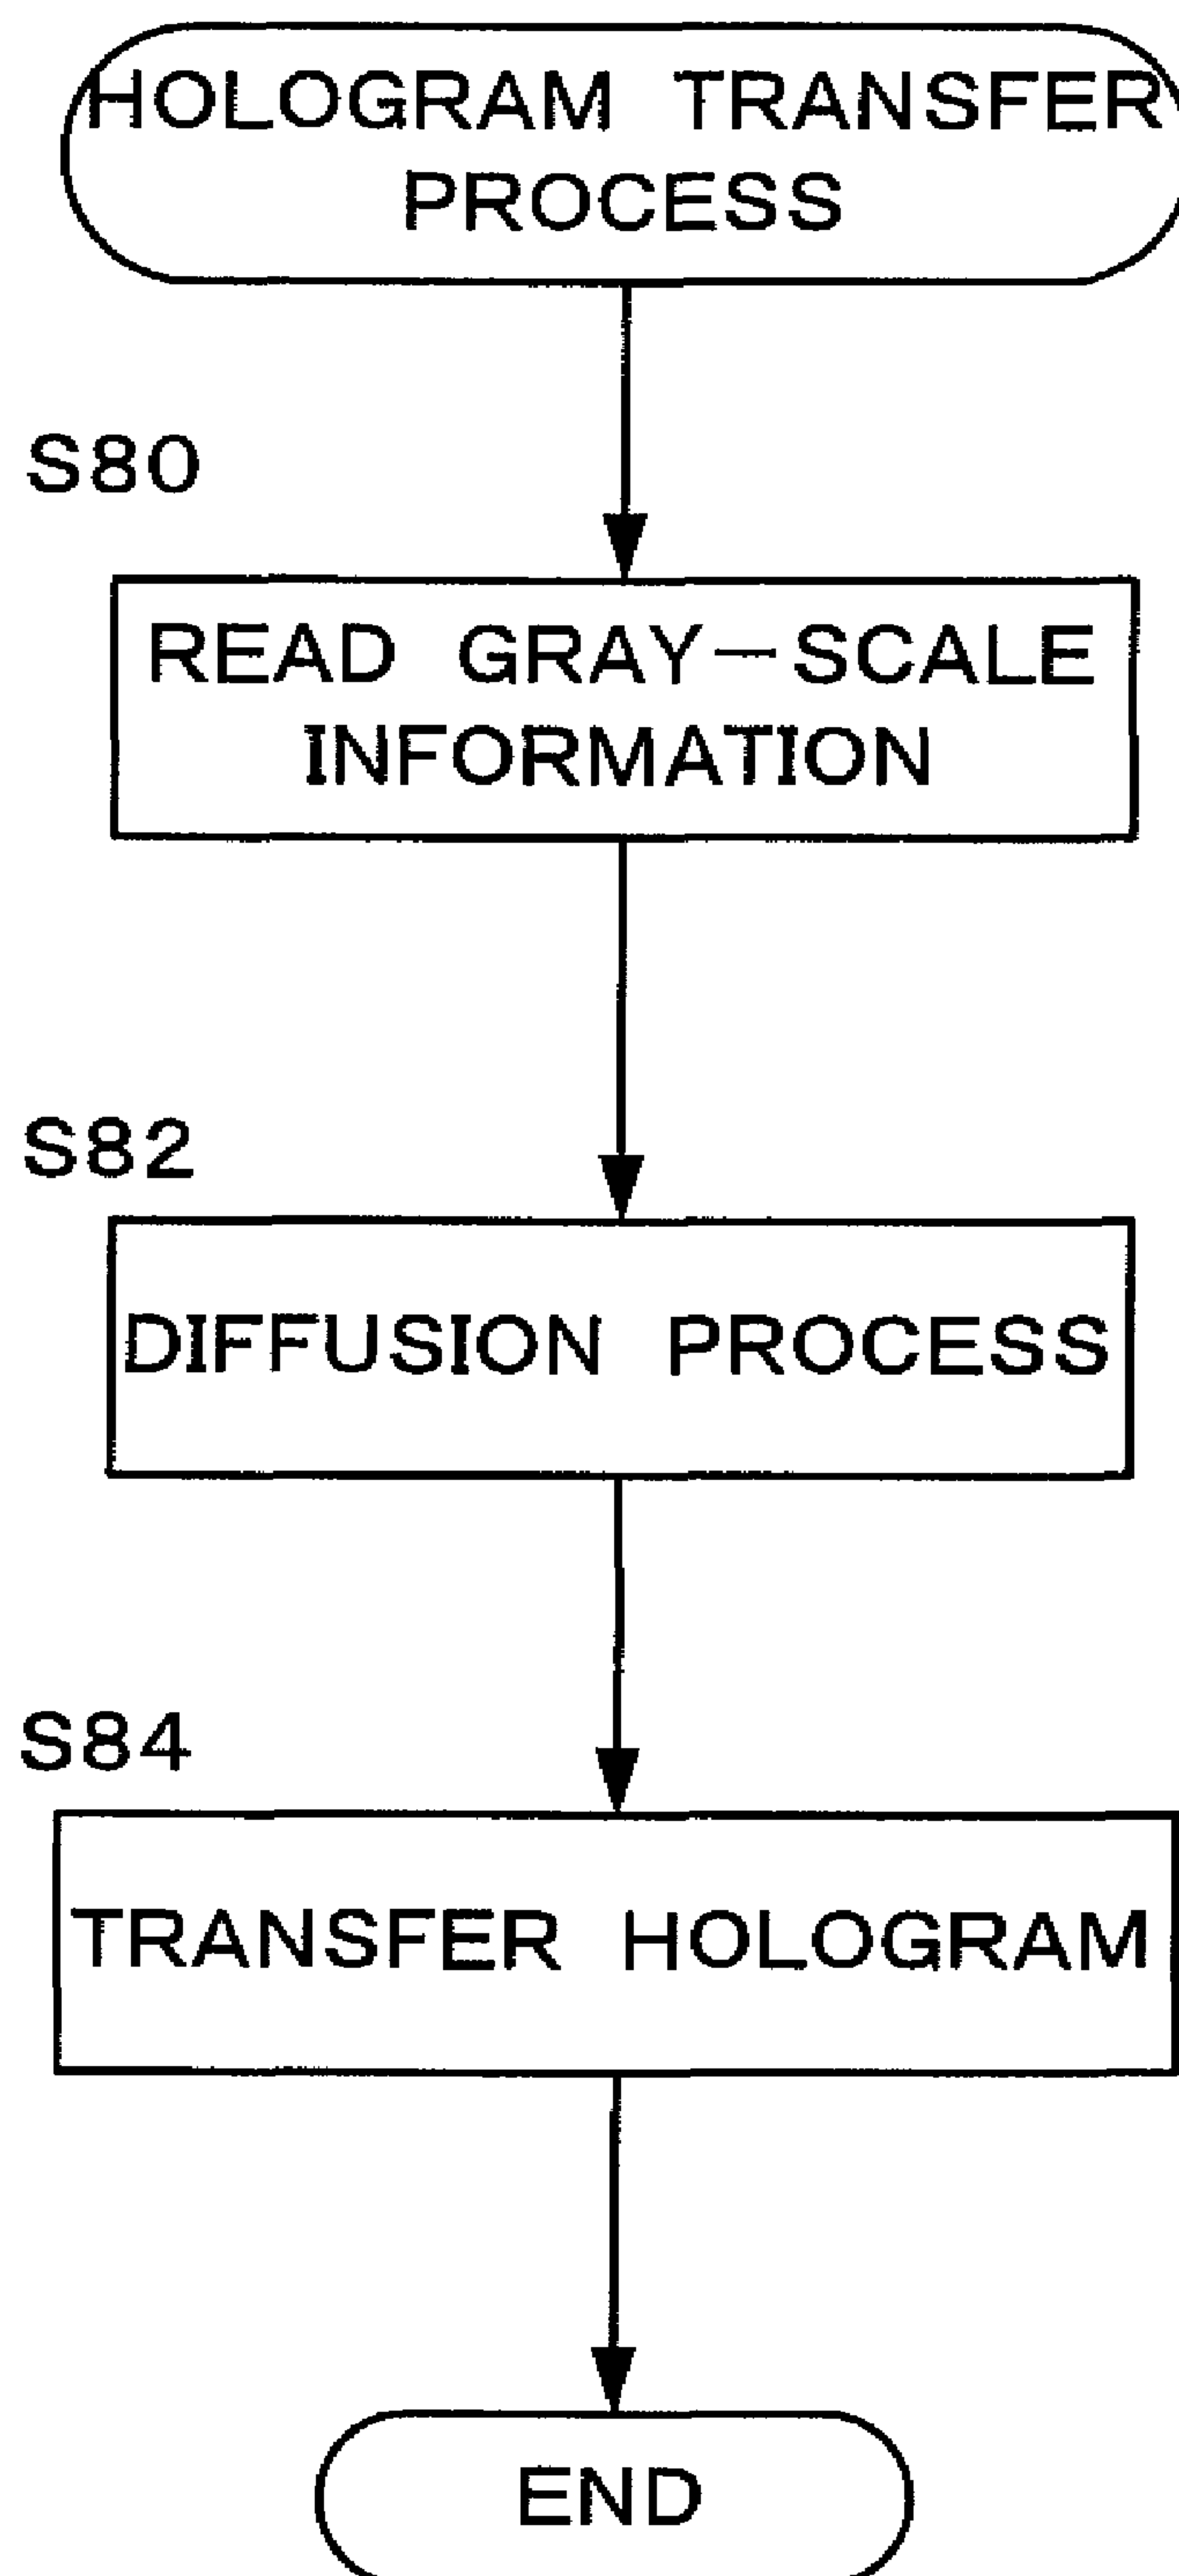 HOLOGRAM TRANSFER
PROCESS
S80
READ GRAY-SCALE
INFORMATION
S82
DIFFUSION PROCESS
S84
TRANSFER HOLOGRAM
END